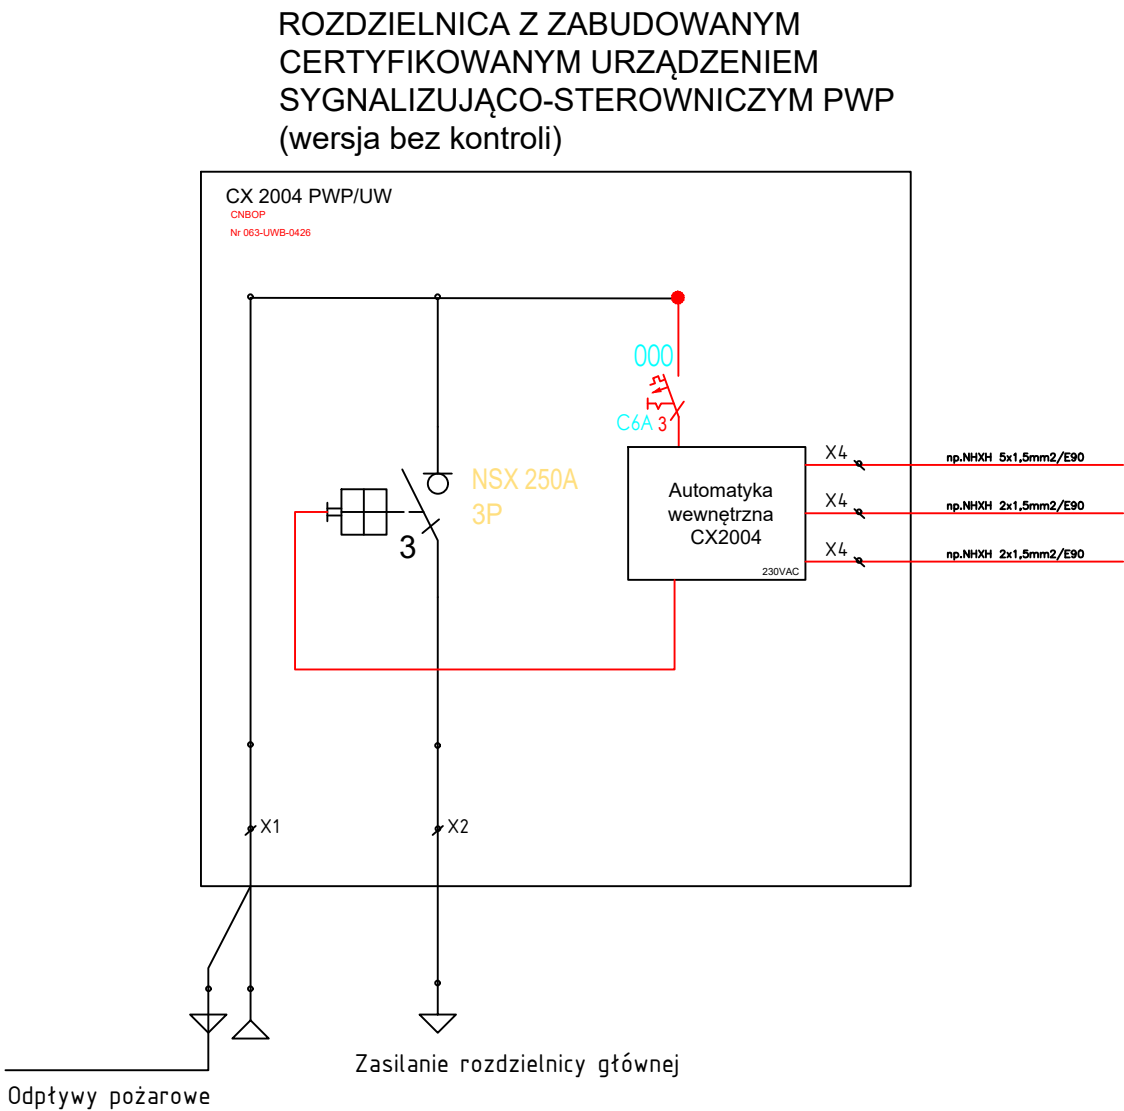 ROZDZIELNICA Z ZABUDOWANYM
CERTYFIKOWANYM URZĄDZENIEM
SYGNALIZUJĄCO-STEROWNICZYM PWP
(wersja bez kontroli)
CX 2004 PWP/UW
CNBOP
Nr 063-UWB-0426
000
C6A 3
NSX 250A
3P
3
Automatyka
wewnętrzna
CX2004
230VAC
X4 np.NHXH 5x1,5mm2/E90
X4 np.NHXH 2x1,5mm2/E90
X4 np.NHXH 2x1,5mm2/E90
X1
X2
Zasilanie rozdzielnicy głównej
Odpływy pożarowe